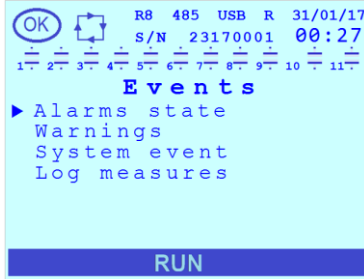 OK R8 485 USB R 31/01/17
S/N 23170001 00:27
1 2 3 4 5 6 7 8 9 10 11
Events
Alarms state
Warnings
System event
Log measures
RUN